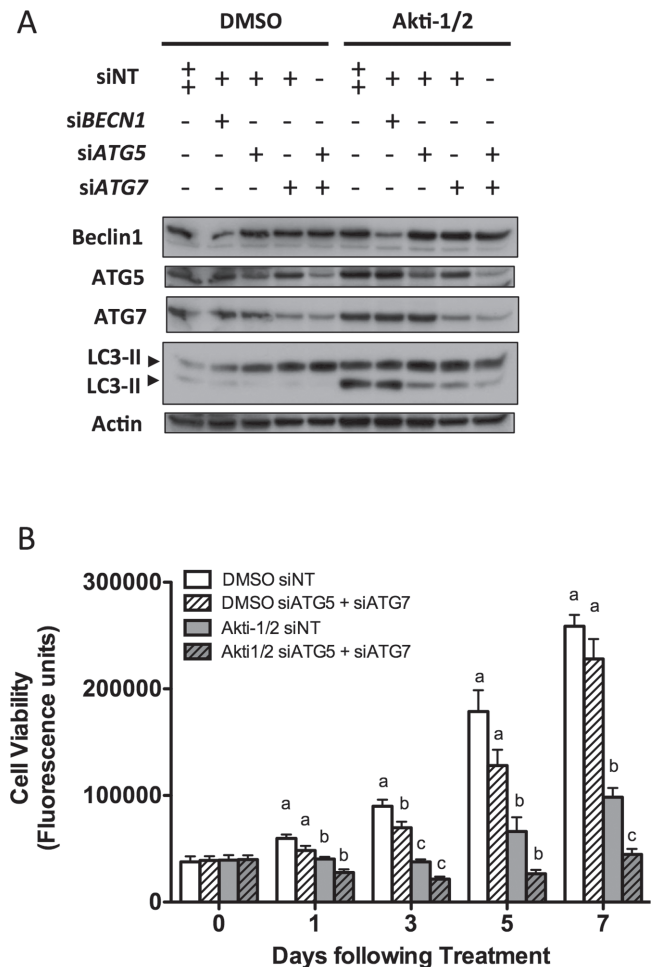 A
DMSO Akti-1/2
siNT + + + + + - + + + + + -
siBECN1 - + - - - - + - - -
siATG5 - - + - + - - + - +
siATG7 - - - + + - - - + +
Beclin1
ATG5
ATG7
LC3-II
LC3-II
Actin
B
DMSO siNT
DMSO siATG5 + siATG7
Akti-1/2 siNT
Akti1/2 siATG5 + siATG7
Cell Viability
(Fluorescence units)
300000
200000
100000
0
a a b b
a b c c
a a b b
a a b c
0 1 3 5 7
Days following Treatment